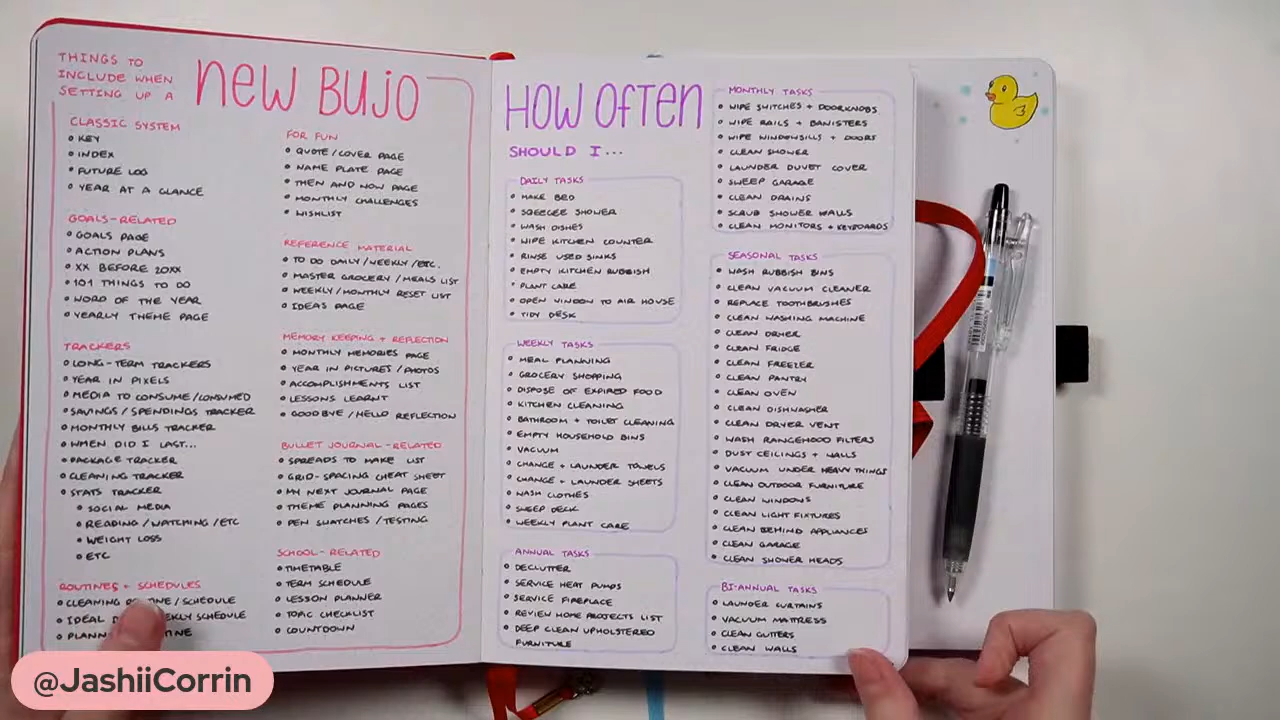 THINGS TO
INCLUDE WHEN
SETTING UP A
NEW BUJO
CLASSIC SYSTEM
KEY
INDEX
FUTURE LOG
YEAR AT A GLANCE
GOALS-RELATED
GOALS PAGE
ACTION PLANS
XX BEFORE 20XX
101 THINGS TO DO
WORD OF THE YEAR
YEARLY THEME PAGE
TRACKERS
LONG-TERM TRACKERS
YEAR IN PIXELS
MEDIA TO CONSUME/CONSUMED
SAVINGS/SPENDINGS TRACKER
MONTHLY BILLS TRACKER
WHEN DID I LAST...
PACKAGE TRACKER
CLEANING TRACKER
STATS TRACKER
SOCIAL MEDIA
READING/WATCHING/ETC
WEIGHT LOSS
ETC
ROUTINES + SCHEDULES
CLEANING ROUTINE/SCHEDULE
IDEAL SCHEDULE
FOR FUN
QUOTE/COVER PAGE
NAME PLATE PAGE
THEN AND NOW PAGE
MONTHLY CHALLENGES
WISHLIST
REFERENCE MATERIAL
TO DO DAILY/WEEKLY/ETC.
MASTER GROCERY/MEALS LIST
WEEKLY/MONTHLY RESET LIST
IDEAS PAGE
MEMORY KEEPING + REFLECTION
MONTHLY MEMORIES PAGE
YEAR IN PICTURES/PHOTOS
ACCOMPLISHMENTS LIST
LESSONS LEARNT
GOODBYE/HELLO REFLECTION
BULLET JOURNAL-RELATED
SPREADS TO MAKE LIST
GRID-SPACING CHEAT SHEET
MY NEXT JOURNAL PAGE
THEME PLANNING PAGES
PEN SWATCHES/TESTING
SCHOOL-RELATED
TIMETABLE
TERM SCHEDULE
LESSON PLANNER
TOPIC CHECKLIST
COUNTDOWN
HOW OFTEN
SHOULD I...
DAILY TASKS
MAKE BED
SQEEGEE SHOWER
WASH DISHES
WIPE KITCHEN COUNTER
RINSE USED SINKS
EMPTY KITCHEN RUBBISH
PLANT CARE
OPEN WINDOW TO AIR HOUSE
TIDY DESK
WEEKLY TASKS
MEAL PLANNING
GROCERY SHOPPING
DISPOSE OF EXPIRED FOOD
KITCHEN CLEANING
BATHROOM + TOILET CLEANING
EMPTY HOUSEHOLD BINS
VACUUM
CHANGE + LAUNDER TOWELS
CHANGE + LAUNDER SHEETS
WASH CLOTHES
SWEEP DECK
WEEKLY PLANT CARE
ANNUAL TASKS
DECLUTTER
SERVICE HEAT PUMPS
SERVICE FIREPLACE
REVIEW HOME PROJECTS LIST
DEEP CLEAN UPHOLSTERED
FURNITURE
MONTHLY TASKS
WIPE SWITCHES + DOORKNOBS
WIPE RAILS + BANISTERS
WIPE WINDOWSILLS + DOORS
CLEAN SHOWER
LAUNDER DUVET COVER
SWEEP GARAGE
CLEAN DRAINS
SCRUB SHOWER WALLS
CLEAN MONITORS + KEYBOARDS
SEASONAL TASKS
WASH RUBBISH BINS
CLEAN VACUUM CLEANER
REPLACE TOOTHBRUSHES
CLEAN WASHING MACHINE
CLEAN DRYER
CLEAN FRIDGE
CLEAN FREEZER
CLEAN PANTRY
CLEAN OVEN
CLEAN DISHWASHER
CLEAN DRYER VENT
WASH RANGEHOOD FILTERS
DUST CEILINGS + WALLS
VACUUM UNDER HEAVY THINGS
CLEAN OUTDOOR FURNITURE
CLEAN WINDOWS
CLEAN LIGHT FIXTURES
CLEAN BEHIND APPLIANCES
CLEAN GARAGE
CLEAN SHOWER HEADS
BI-ANNUAL TASKS
LAUNDER CURTAINS
VACUUM MATTRESS
CLEAN GUTTERS
CLEAN WALLS
@JashiiCorrin